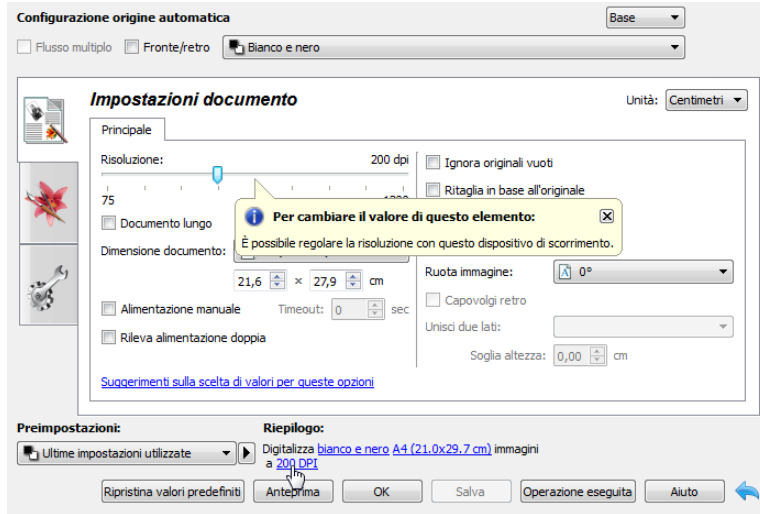 Configurazione origine automatica
Base
Flusso multiplo
Fronte/retro
Bianco e nero
Impostazioni documento
Unità:
Centimetri
Principale
Risoluzione:
200 dpi
75
Ignora originali vuoti
Ritaglia in base all'originale
Documento lungo
Per cambiare il valore di questo elemento:
È possibile regolare la risoluzione con questo dispositivo di scorrimento.
Dimensione documento:
21,6 × 27,9 cm
Ruota immagine:
A 0°
Alimentazione manuale
Timeout: 0 sec
Capovolgi retro
Unisci due lati:
Rileva alimentazione doppia
Soglia altezza: 0,00 cm
Suggerimenti sulla scelta di valori per queste opzioni
Preimpostazioni:
Riepilogo:
Ultime impostazioni utilizzate
Digitalizza bianco e nero A4 (21.0x29.7 cm) immagini
a 200 DPI
Ripristina valori predefiniti
Anteprima
OK
Salva
Operazione eseguita
Aiuto